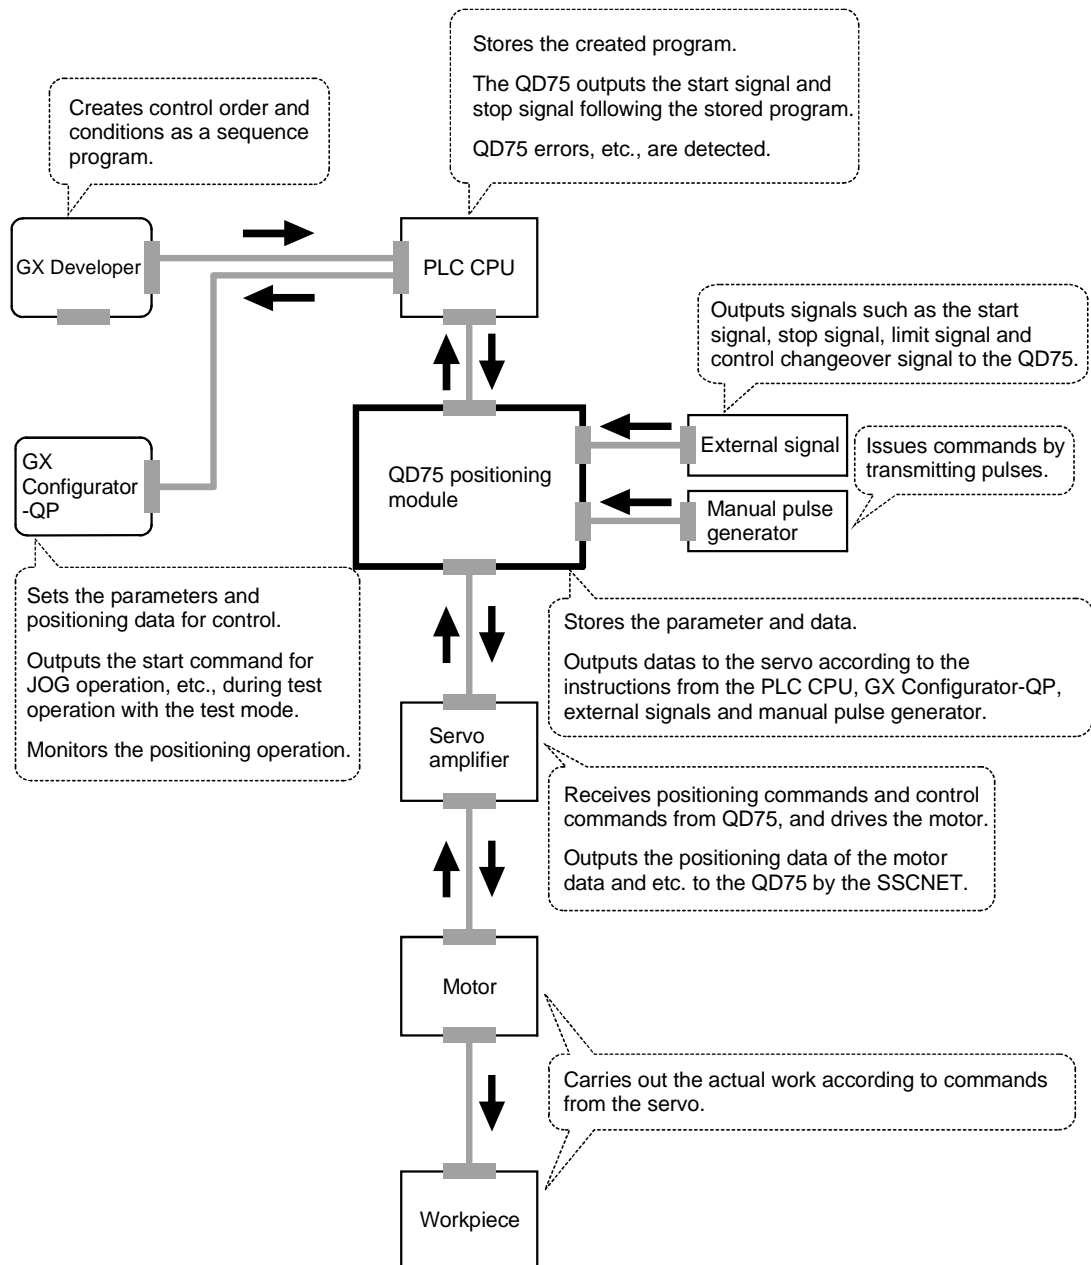 Stores the created program.
The QD75 outputs the start signal and
stop signal following the stored program.
QD75 errors, etc., are detected.
Creates control order and
conditions as a sequence
program.
GX Developer
PLC CPU
Outputs signals such as the start
signal, stop signal, limit signal and
control changeover signal to the QD75.
GX
Configurator
-QP
QD75 positioning
module
External signal
Manual pulse
generator
Issues commands by
transmitting pulses.
Sets the parameters and
positioning data for control.
Outputs the start command for
JOG operation, etc., during test
operation with the test mode.
Monitors the positioning operation.
Stores the parameter and data.
Outputs datas to the servo according to the
instructions from the PLC CPU, GX Configurator-QP,
external signals and manual pulse generator.
Servo
amplifier
Receives positioning commands and control
commands from QD75, and drives the motor.
Outputs the positioning data of the motor
data and etc. to the QD75 by the SSCNET.
Motor
Carries out the actual work according to commands
from the servo.
Workpiece